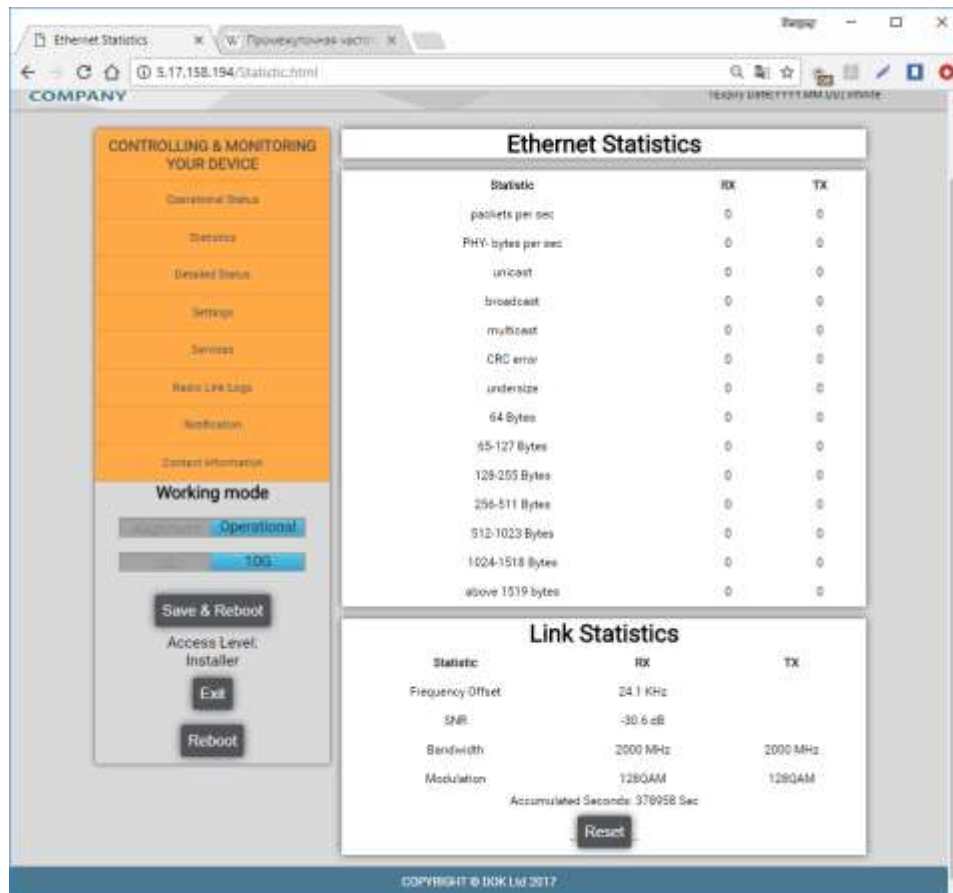 Ethernet Statistics
W Промежуточная часто
5.17.158.194/Statistic.html
COMPANY
CONTROLLING & MONITORING
YOUR DEVICE
Operational Status
Statistics
Detailed Status
Settings
Services
Radio Link Logs
Notification
Contact Information
Working mode
Alignment Operational
10G
Save & Reboot
Access Level:
Installer
Exit
Reboot
Ethernet Statistics
Statistic RX TX
packets per sec 0 0
PHY- bytes per sec 0 0
unicast 0 0
broadcast 0 0
multicast 0 0
CRC error 0 0
undersize 0 0
64 Bytes 0 0
65-127 Bytes 0 0
128-255 Bytes 0 0
256-511 Bytes 0 0
512-1023 Bytes 0 0
1024-1518 Bytes 0 0
above 1519 bytes 0 0
Link Statistics
Statistic RX TX
Frequency Offset 24.1 KHz
SNR -30.6 dB
Bandwidth 2000 MHz 2000 MHz
Modulation 128QAM 128QAM
Accumulated Seconds: 378958 Sec
Reset
COPYRIGHT © DOK Ltd 2017